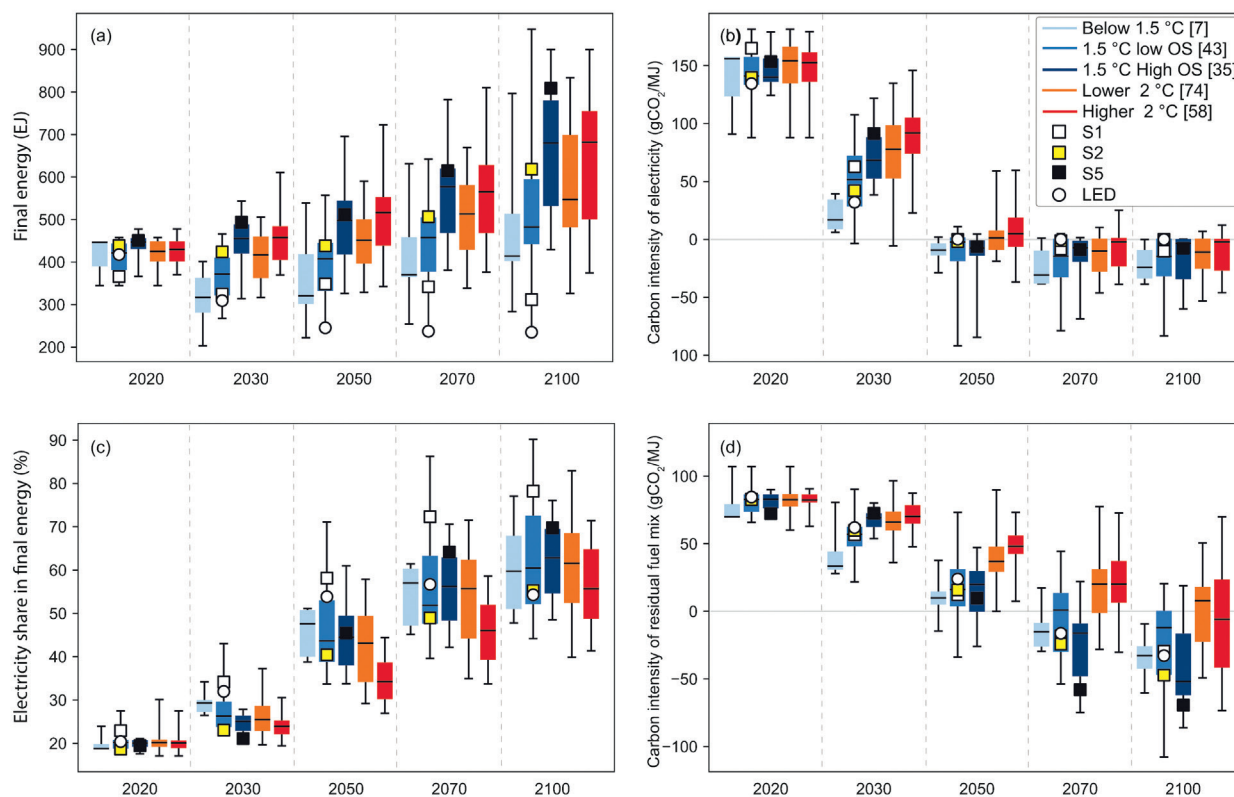 (a)
Final energy (EJ)
900
800
700
600
500
400
300
200
2020
2030
2050
2070
2100
(b)
Carbon intensity of electricity (gCO₂/MJ)
150
100
50
0
−50
100
2020
2030
2050
2070
2100
Below 1.5 °C [7]
1.5 °C low OS [43]
1.5 °C High OS [35]
Lower 2 °C [74]
Higher 2 °C [58]
S1
S2
S5
LED
(c)
Electricity share in final energy (%)
90
80
70
60
50
40
30
20
2020
2030
2050
2070
2100
(d)
Carbon intensity of residual fuel mix (gCO₂/MJ)
100
50
0
−50
−100
2020
2030
2050
2070
2100